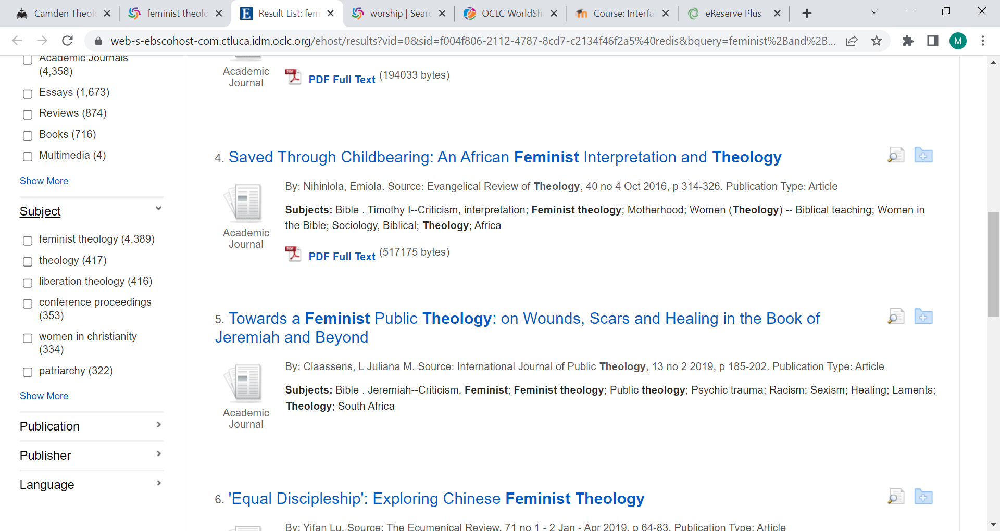 Camden Theolo
feminist theolo
Result List: fem
worship | Searc
OCLC WorldSh
Course: Interfai
eReserve Plus
web-s-ebscohost-com.ctluca.idm.oclc.org/ehost/results?vid=0&sid=f004f806-2112-4787-8cd7-c2134f46f2a5%40redis&bquery=feminist%2Band%2B...
M
Academic Journals
(4,358)
Essays (1,673)
Reviews (874)
Books (716)
Multimedia (4)
Show More
Subject
feminist theology (4,389)
theology (417)
liberation theology (416)
conference proceedings
(353)
women in christianity
(334)
patriarchy (322)
Show More
Publication
Publisher
Language
Academic
Journal
PDF Full Text (194033 bytes)
4. Saved Through Childbearing: An African Feminist Interpretation and Theology
By: Nihinlola, Emiola. Source: Evangelical Review of Theology, 40 no 4 Oct 2016, p 314-326. Publication Type: Article
Subjects: Bible . Timothy I--Criticism, interpretation; Feminist theology; Motherhood; Women (Theology) -- Biblical teaching; Women in
the Bible; Sociology, Biblical; Theology; Africa
Academic
Journal
PDF Full Text (517175 bytes)
5. Towards a Feminist Public Theology: on Wounds, Scars and Healing in the Book of
Jeremiah and Beyond
By: Claassens, L Juliana M. Source: International Journal of Public Theology, 13 no 2 2019, p 185-202. Publication Type: Article
Subjects: Bible . Jeremiah--Criticism, Feminist; Feminist theology; Public theology; Psychic trauma; Racism; Sexism; Healing; Laments;
Theology; South Africa
Academic
Journal
6. 'Equal Discipleship': Exploring Chinese Feminist Theology
By: Yifan Lu. Source: The Ecumenical Review, 71 no 1 - 2 Jan - Apr 2019, p 64-83. Publication Type: Article